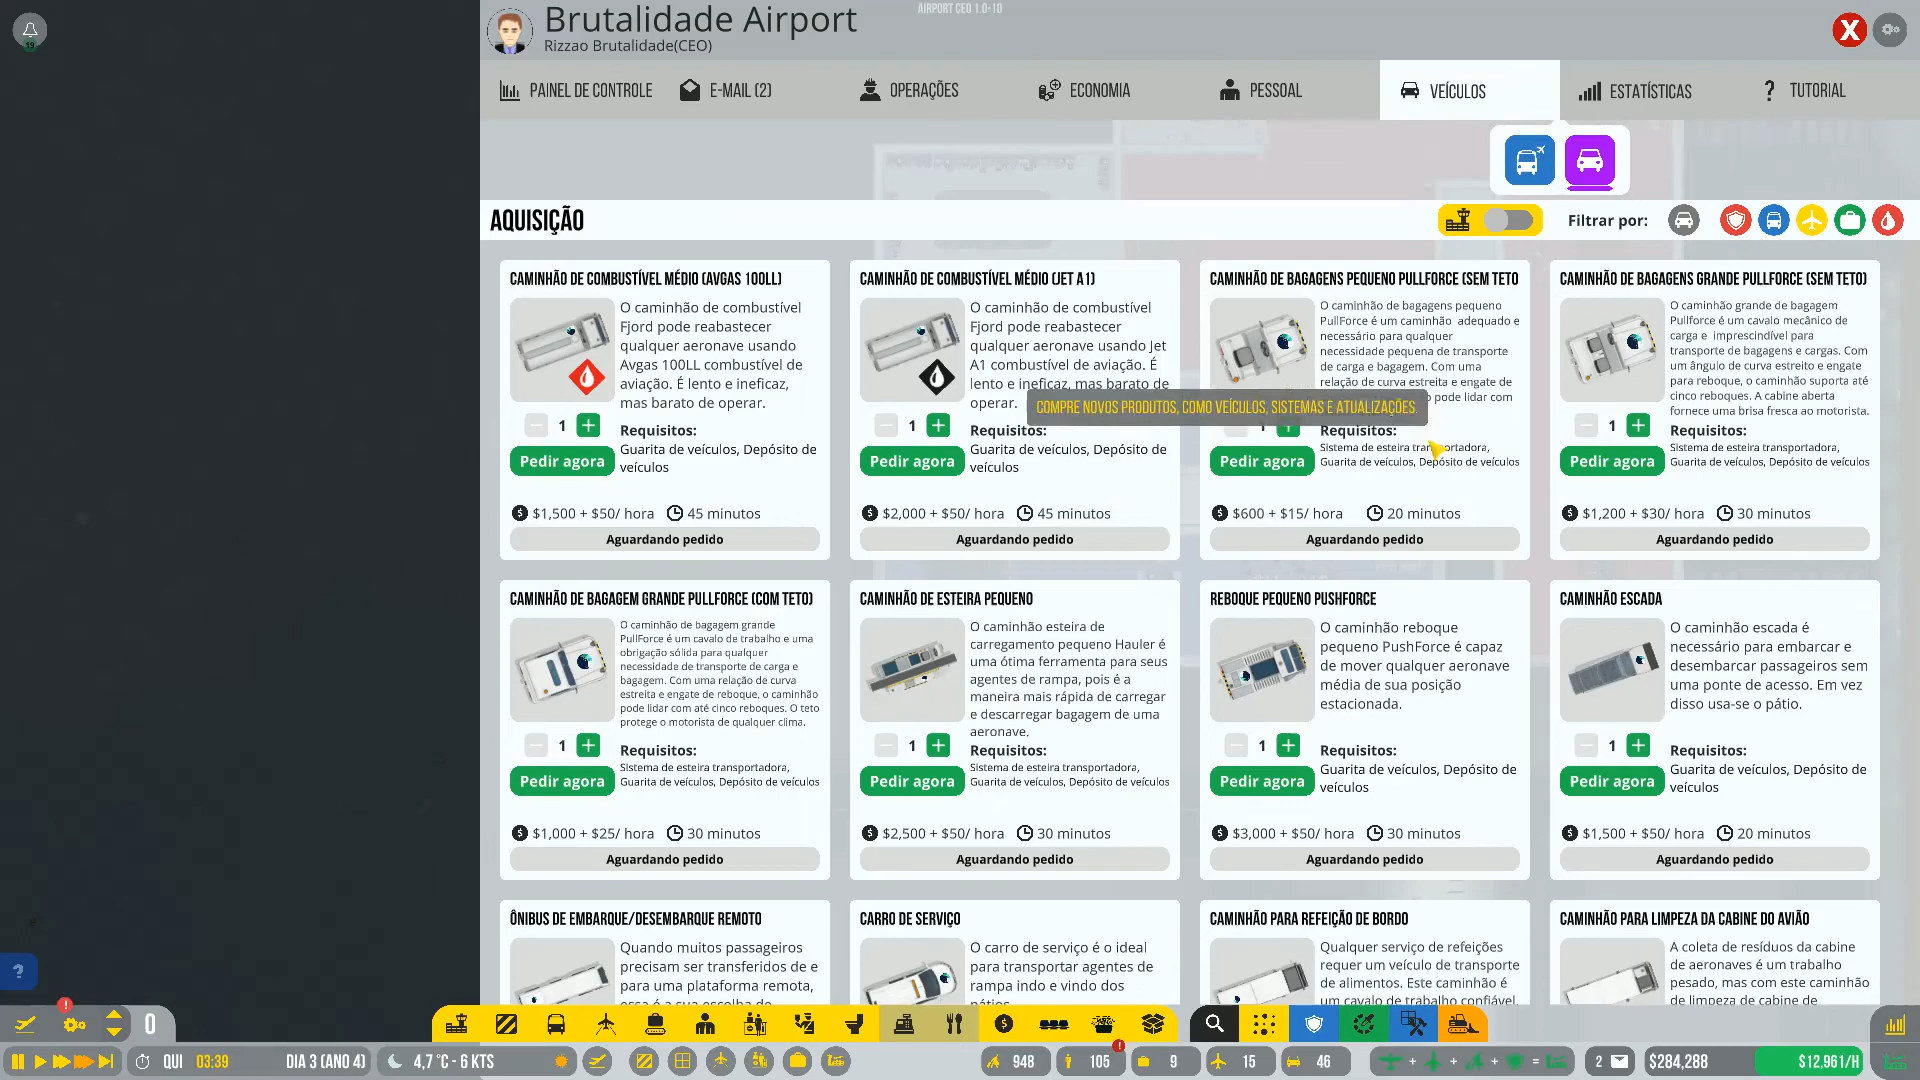 AIRPORT CEO 1.0-10
Brutalidade Airport
Rizzao Brutalidade(CEO)
X
19
PAINEL DE CONTROLE
E-MAIL (2)
OPERAÇÕES
ECONOMIA
PESSOAL
VEÍCULOS
ESTATÍSTICAS
? TUTORIAL
AQUISIÇÃO
Filtrar por:
CAMINHÃO DE COMBUSTÍVEL MÉDIO (AVGAS 100LL)
O caminhão de combustível
Fjord pode reabastecer
qualquer aeronave usando
Avgas 100LL combustível de
aviação. É lento e ineficaz,
mas barato de operar.
1
Pedir agora
Requisitos:
Guarita de veículos, Depósito de
veículos
$1,500 + $50/ hora
45 minutos
Aguardando pedido
CAMINHÃO DE COMBUSTÍVEL MÉDIO (JET A1)
O caminhão de combustível
Fjord pode reabastecer
qualquer aeronave usando Jet
A1 combustível de aviação. É
lento e ineficaz, mas barato de
operar.
1
Pedir agora
Requisitos:
Guarita de veículos, Depósito de
veículos
$2,000 + $50/ hora
45 minutos
Aguardando pedido
CAMINHÃO DE BAGAGENS PEQUENO PULLFORCE (SEM TETO
O caminhão de bagagens pequeno
PullForce é um caminhão adequado e
necessário para qualquer
necessidade pequena de transporte
de carga e bagagem. Com uma
relação de curva estreita e engate de
pode lidar com
COMPRE NOVOS PRODUTOS, COMO VEÍCULOS, SISTEMAS E ATUALIZAÇÕES.
1
Pedir agora
Requisitos:
Sistema de esteira transportadora,
Guarita de veículos, Depósito de veículos
$600 + $15/ hora
20 minutos
Aguardando pedido
CAMINHÃO DE BAGAGENS GRANDE PULLFORCE (SEM TETO)
O caminhão grande de bagagem
Pullforce é um cavalo mecânico de
carga e imprescindível para
transporte de bagagens e cargas. Com
um ângulo de curva estreito e engate
para reboque, o caminhão suporta até
cinco reboques. A cabine aberta
fornece uma brisa fresca ao motorista.
1
Pedir agora
Requisitos:
Sistema de esteira transportadora,
Guarita de veículos, Depósito de veículos
$1,200 + $30/ hora
30 minutos
Aguardando pedido
CAMINHÃO DE BAGAGEM GRANDE PULLFORCE (COM TETO)
O caminhão de bagagem grande
PullForce é um cavalo de trabalho e uma
obrigação sólida para qualquer
necessidade de transporte de carga e
bagagem. Com uma relação de curva
estreita e engate de reboque, o caminhão
pode lidar com até cinco reboques. O teto
protege o motorista de qualquer clima.
1
Pedir agora
Requisitos:
Sistema de esteira transportadora,
Guarita de veículos, Depósito de veículos
$1,000 + $25/ hora
30 minutos
Aguardando pedido
CAMINHÃO DE ESTEIRA PEQUENO
O caminhão esteira de
carregamento pequeno Hauler é
uma ótima ferramenta para seus
agentes de rampa, pois é a
maneira mais rápida de carregar
e descarregar bagagem de uma
aeronave.
1
Pedir agora
Requisitos:
Sistema de esteira transportadora,
Guarita de veículos, Depósito de veículos
$2,500 + $50/ hora
30 minutos
Aguardando pedido
REBOQUE PEQUENO PUSHFORCE
O caminhão reboque
pequeno PushForce é capaz
de mover qualquer aeronave
média de sua posição
estacionada.
1
Pedir agora
Requisitos:
Guarita de veículos, Depósito de
veículos
$3,000 + $50/ hora
30 minutos
Aguardando pedido
CAMINHÃO ESCADA
O caminhão escada é
necessário para embarcar e
desembarcar passageiros sem
uma ponte de acesso. Em vez
disso usa-se o pátio.
1
Pedir agora
Requisitos:
Guarita de veículos, Depósito de
veículos
$1,500 + $50/ hora
20 minutos
Aguardando pedido
ÔNIBUS DE EMBARQUE/DESEMBARQUE REMOTO
Quando muitos passageiros
precisam ser transferidos de e
para uma plataforma remota,
essa é a sua escolha de
CARRO DE SERVIÇO
O carro de serviço é o ideal
para transportar agentes de
rampa indo e vindo dos
pátios.
CAMINHÃO PARA REFEIÇÃO DE BORDO
Qualquer serviço de refeições
requer um veículo de transporte
de alimentos. Este caminhão é
um cavalo de trabalho confiável,
CAMINHÃO PARA LIMPEZA DA CABINE DO AVIÃO
A coleta de resíduos da cabine
de aeronaves é um trabalho
pesado, mas com este caminhão
de limpeza de cabine de
?
!
0
QUI 03:39 DIA 3 (ANO 4)
4,7 °C - 6 KTS
948
105
!
9
15
46
+ + + =
2
$284,288
$12,961/H